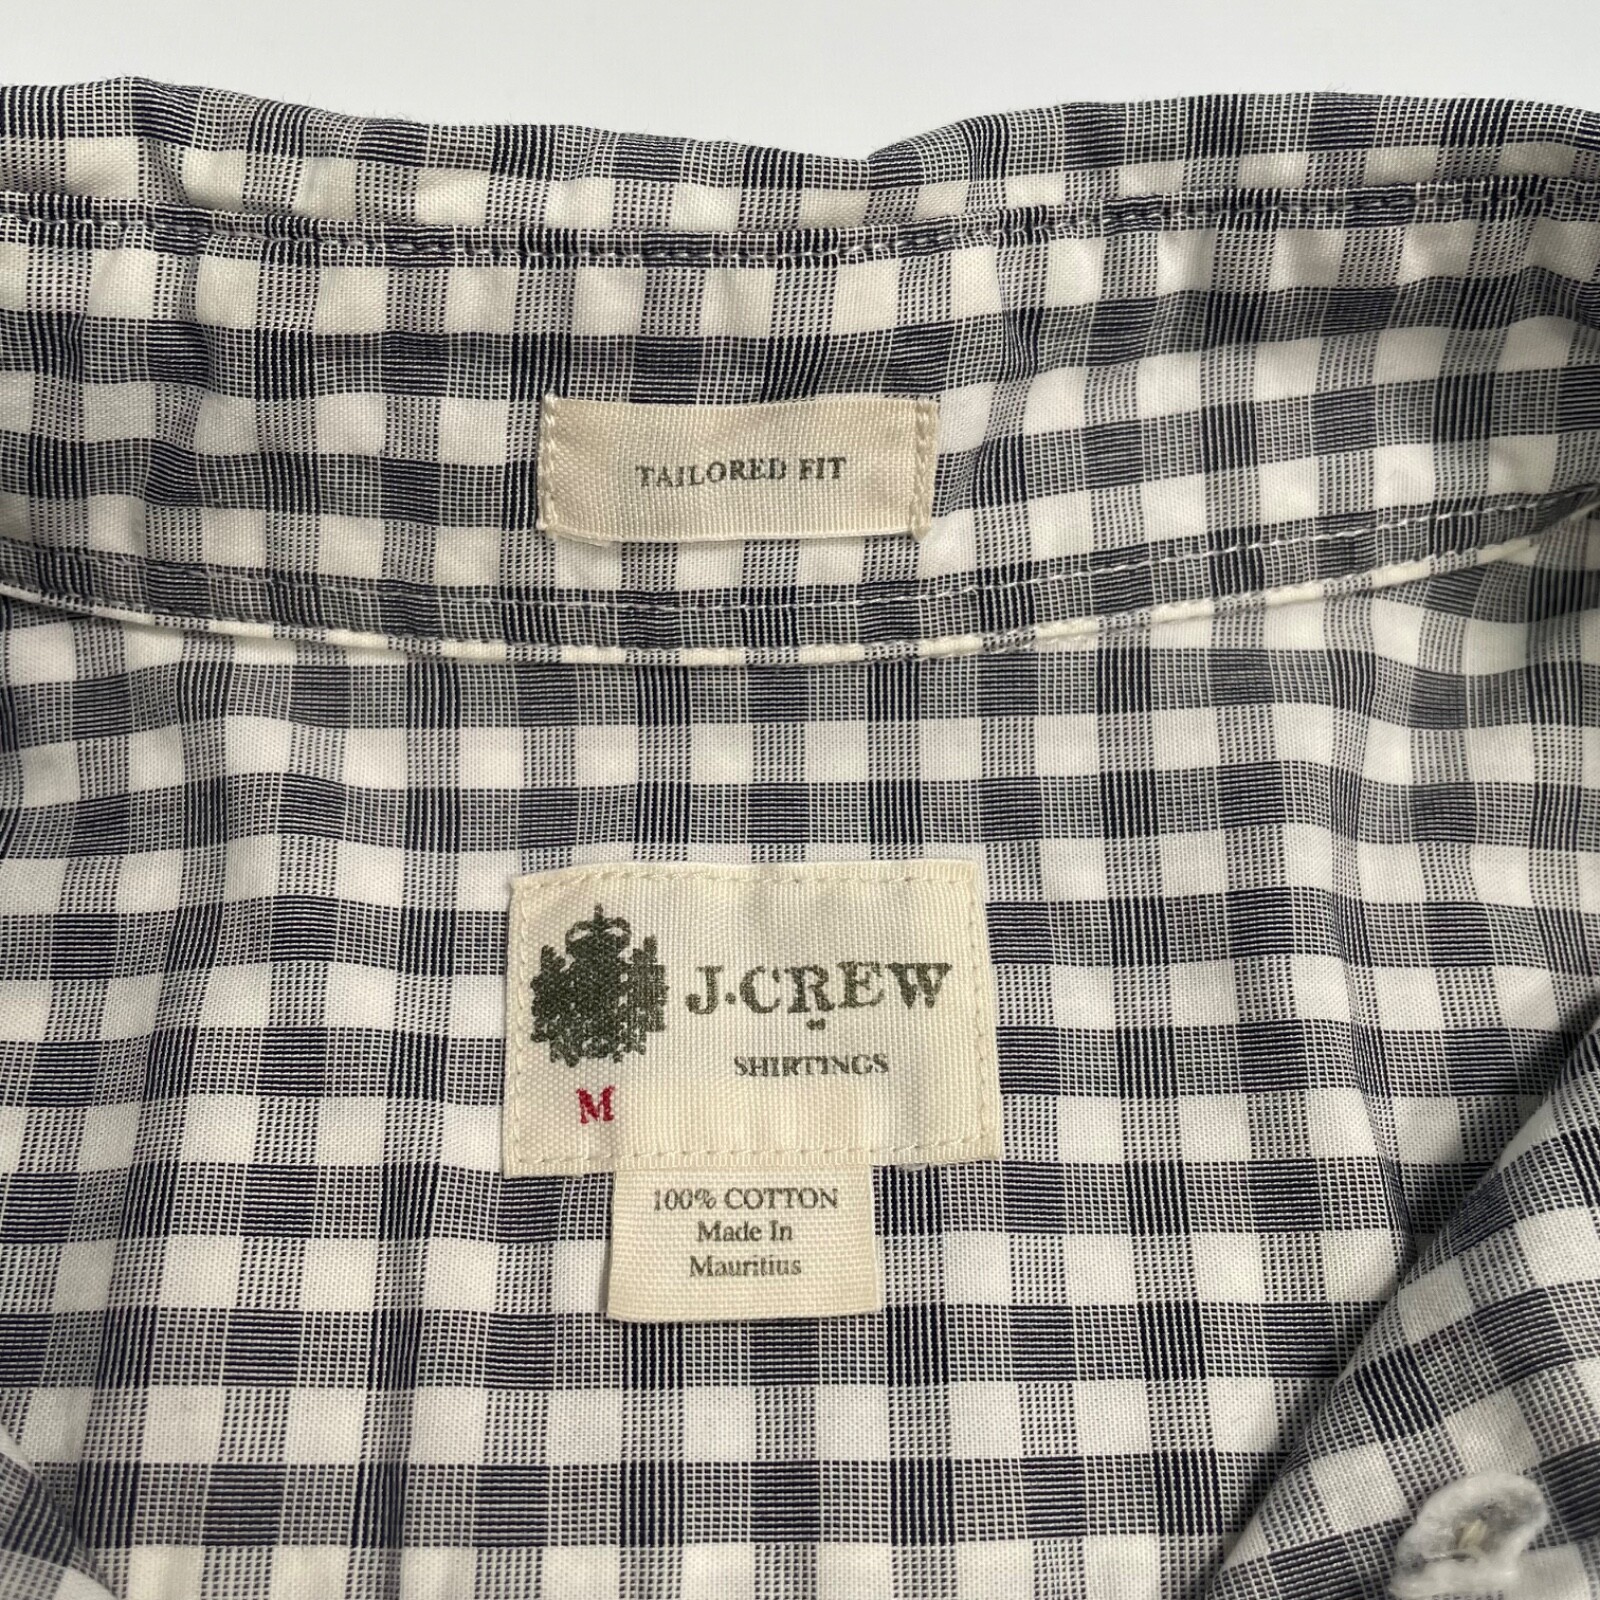 TAILORED FIT
J.CREW
SHIRTINGS
M
100% COTTON
Made In
Mauritius